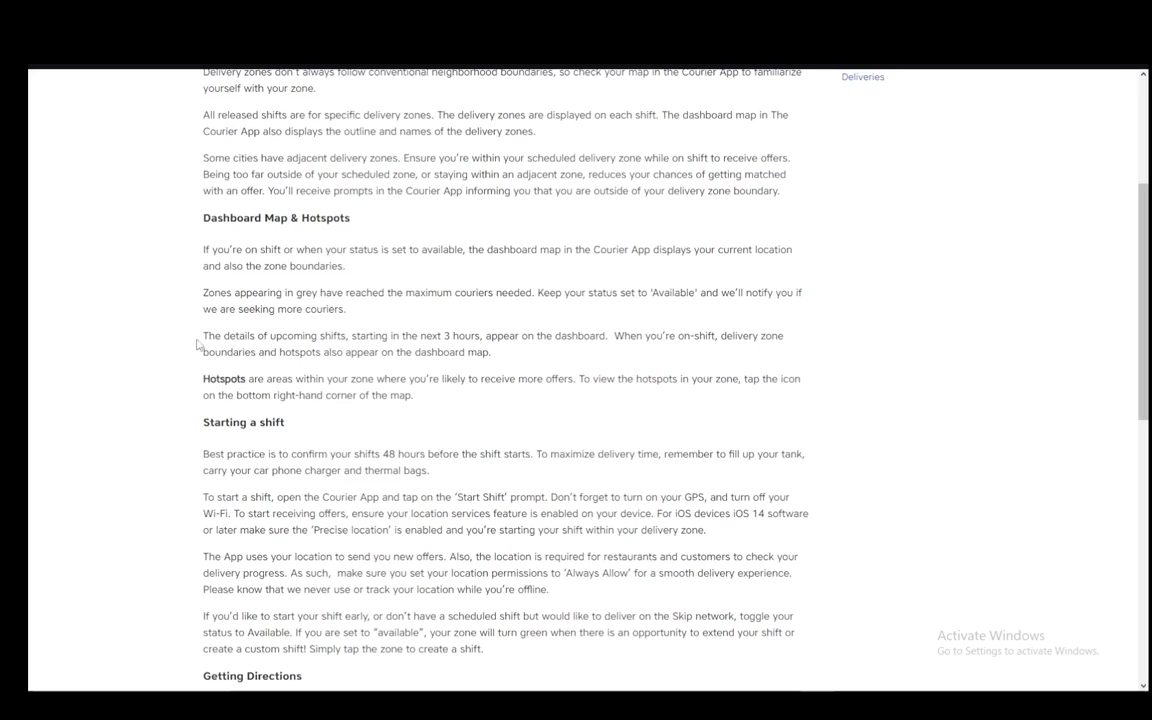 Delivery zones don't always follow conventional neighborhood boundaries, so check your map in the Courier App to familiarize
yourself with your zone.
Deliveries
All released shifts are for specific delivery zones. The delivery zones are displayed on each shift. The dashboard map in The
Courier App also displays the outline and names of the delivery zones.
Some cities have adjacent delivery zones. Ensure you're within your scheduled delivery zone while on shift to receive offers.
Being too far outside of your scheduled zone, or staying within an adjacent zone, reduces your chances of getting matched
with an offer. You'll receive prompts in the Courier App informing you that you are outside of your delivery zone boundary.
Dashboard Map & Hotspots
If you're on shift or when your status is set to available, the dashboard map in the Courier App displays your current location
and also the zone boundaries.
Zones appearing in grey have reached the maximum couriers needed. Keep your status set to 'Available' and we'll notify you if
we are seeking more couriers.
The details of upcoming shifts, starting in the next 3 hours, appear on the dashboard.  When you're on-shift, delivery zone
boundaries and hotspots also appear on the dashboard map.
Hotspots are areas within your zone where you're likely to receive more offers. To view the hotspots in your zone, tap the icon
on the bottom right-hand corner of the map.
Starting a shift
Best practice is to confirm your shifts 48 hours before the shift starts. To maximize delivery time, remember to fill up your tank,
carry your car phone charger and thermal bags.
To start a shift, open the Courier App and tap on the 'Start Shift' prompt. Don't forget to turn on your GPS, and turn off your
Wi-Fi. To start receiving offers, ensure your location services feature is enabled on your device. For iOS devices iOS 14 software
or later make sure the 'Precise location' is enabled and you're starting your shift within your delivery zone.
The App uses your location to send you new offers. Also, the location is required for restaurants and customers to check your
delivery progress. As such,  make sure you set your location permissions to 'Always Allow' for a smooth delivery experience.
Please know that we never use or track your location while you're offline.
If you'd like to start your shift early, or don't have a scheduled shift but would like to deliver on the Skip network, toggle your
status to Available. If you are set to "available", your zone will turn green when there is an opportunity to extend your shift or
create a custom shift! Simply tap the zone to create a shift.
Getting Directions
Activate Windows
Go to Settings to activate Windows.